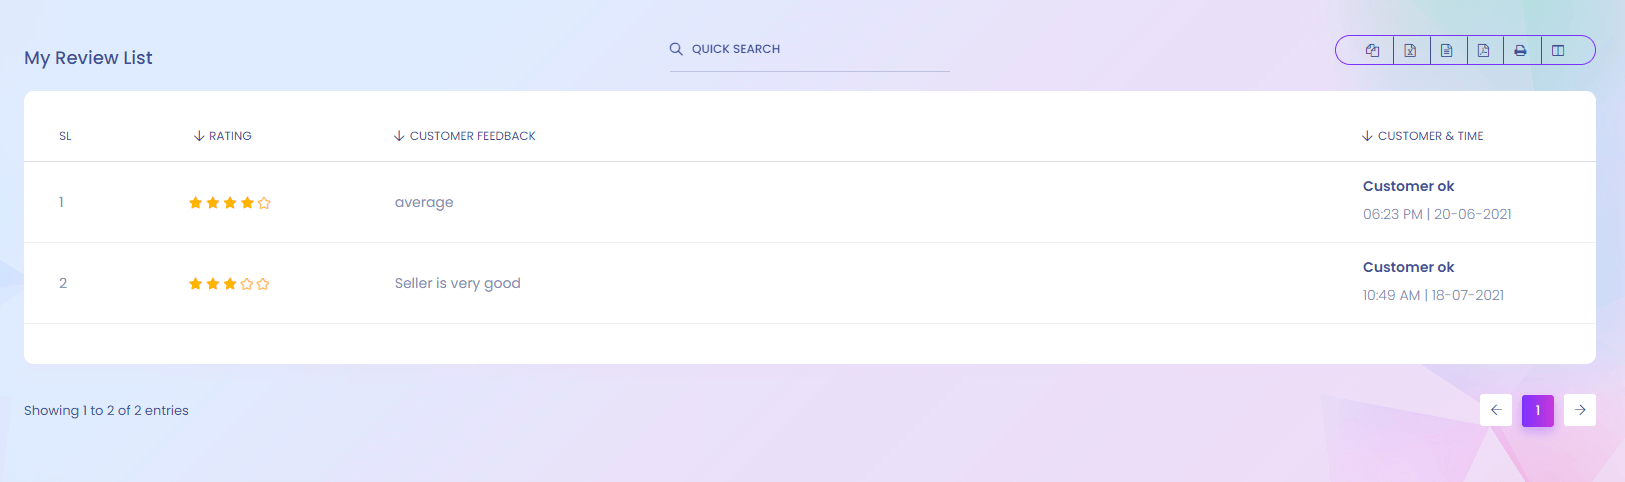 My Review List
QUICK SEARCH
SL RATING CUSTOMER FEEDBACK CUSTOMER & TIME
1 average Customer ok
06:23 PM | 20-06-2021
2 Seller is very good Customer ok
10:49 AM | 18-07-2021
Showing 1 to 2 of 2 entries
1